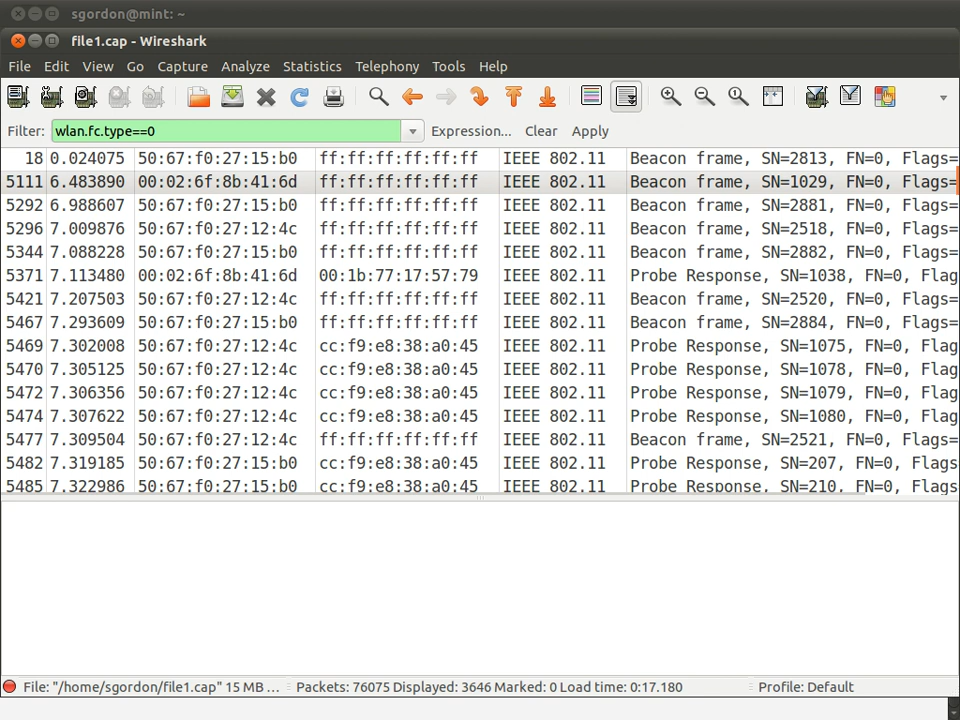 sgordon@mint: ~
file1.cap - Wireshark
File Edit View Go Capture Analyze Statistics Telephony Tools Help
Filter: wlan.fc.type==0 Expression... Clear Apply
18 0.024075 50:67:f0:27:15:b0 ff:ff:ff:ff:ff:ff IEEE 802.11 Beacon frame, SN=2813, FN=0, Flags=
5111 6.483890 00:02:6f:8b:41:6d ff:ff:ff:ff:ff:ff IEEE 802.11 Beacon frame, SN=1029, FN=0, Flags=
5292 6.988607 50:67:f0:27:15:b0 ff:ff:ff:ff:ff:ff IEEE 802.11 Beacon frame, SN=2881, FN=0, Flags=
5296 7.009876 50:67:f0:27:12:4c ff:ff:ff:ff:ff:ff IEEE 802.11 Beacon frame, SN=2518, FN=0, Flags=
5344 7.088228 50:67:f0:27:15:b0 ff:ff:ff:ff:ff:ff IEEE 802.11 Beacon frame, SN=2882, FN=0, Flags=
5371 7.113480 00:02:6f:8b:41:6d 00:1b:77:17:57:79 IEEE 802.11 Probe Response, SN=1038, FN=0, Flag
5421 7.207503 50:67:f0:27:12:4c ff:ff:ff:ff:ff:ff IEEE 802.11 Beacon frame, SN=2520, FN=0, Flags=
5467 7.293609 50:67:f0:27:15:b0 ff:ff:ff:ff:ff:ff IEEE 802.11 Beacon frame, SN=2884, FN=0, Flags=
5469 7.302008 50:67:f0:27:12:4c cc:f9:e8:38:a0:45 IEEE 802.11 Probe Response, SN=1075, FN=0, Flag
5470 7.305125 50:67:f0:27:12:4c cc:f9:e8:38:a0:45 IEEE 802.11 Probe Response, SN=1078, FN=0, Flag
5472 7.306356 50:67:f0:27:12:4c cc:f9:e8:38:a0:45 IEEE 802.11 Probe Response, SN=1079, FN=0, Flag
5474 7.307622 50:67:f0:27:12:4c cc:f9:e8:38:a0:45 IEEE 802.11 Probe Response, SN=1080, FN=0, Flag
5477 7.309504 50:67:f0:27:12:4c ff:ff:ff:ff:ff:ff IEEE 802.11 Beacon frame, SN=2521, FN=0, Flags=
5482 7.319185 50:67:f0:27:15:b0 cc:f9:e8:38:a0:45 IEEE 802.11 Probe Response, SN=207, FN=0, Flags
5485 7.322986 50:67:f0:27:15:b0 cc:f9:e8:38:a0:45 IEEE 802.11 Probe Response, SN=210, FN=0, Flags
File: "/home/sgordon/file1.cap" 15 MB ... Packets: 76075 Displayed: 3646 Marked: 0 Load time: 0:17.180 Profile: Default